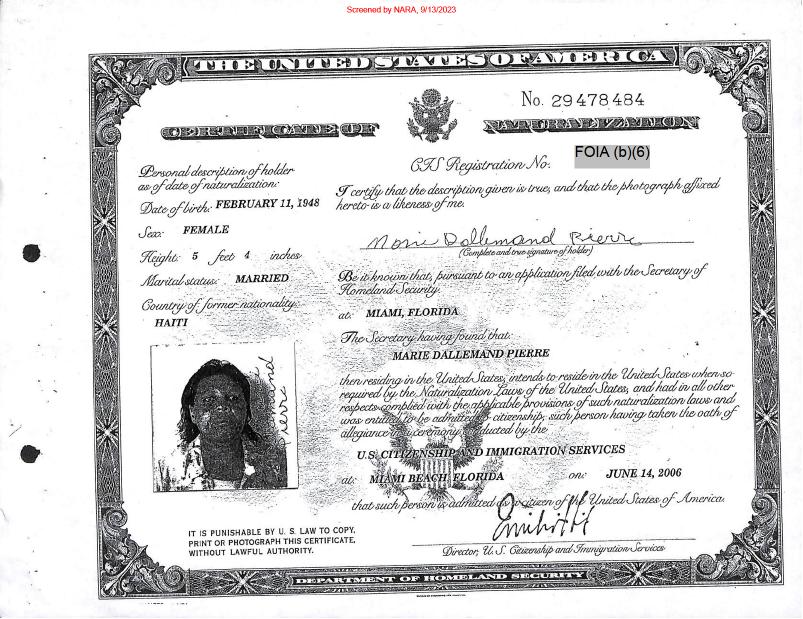 Screened by NARA, 9/13/2023
THE UNITED STATES OF AMERICA
No. 29478484
CERTIFICATE OF NATURALIZATION
Personal description of holder
as of date of naturalization:
Date of birth: FEBRUARY 11, 1948
Sex: FEMALE
Height: 5 feet 4 inches
Marital status: MARRIED
Country of former nationality:
HAITI
CIS Registration No. FOIA (b)(6)
I certify that the description given is true, and that the photograph affixed
hereto is a likeness of me.
Marie Dallemand Pierre
(Complete and true signature of holder)
Be it known that, pursuant to an application filed with the Secretary of
Homeland Security
at: MIAMI, FLORIDA
The Secretary having found that:
MARIE DALLEMAND PIERRE
then residing in the United States, intends to reside in the United States when so
required by the Naturalization Laws of the United States, and had in all other
respects complied with the applicable provisions of such naturalization laws and
was entitled to be admitted to citizenship, such person having taken the oath of
allegiance in a ceremony conducted by the
U.S. CITIZENSHIP AND IMMIGRATION SERVICES
at: MIAMI BEACH, FLORIDA on: JUNE 14, 2006
that such person is admitted as a citizen of the United States of America.
Pierre
IT IS PUNISHABLE BY U. S. LAW TO COPY,
PRINT OR PHOTOGRAPH THIS CERTIFICATE,
WITHOUT LAWFUL AUTHORITY.
Director, U. S. Citizenship and Immigration Services
DEPARTMENT OF HOMELAND SECURITY